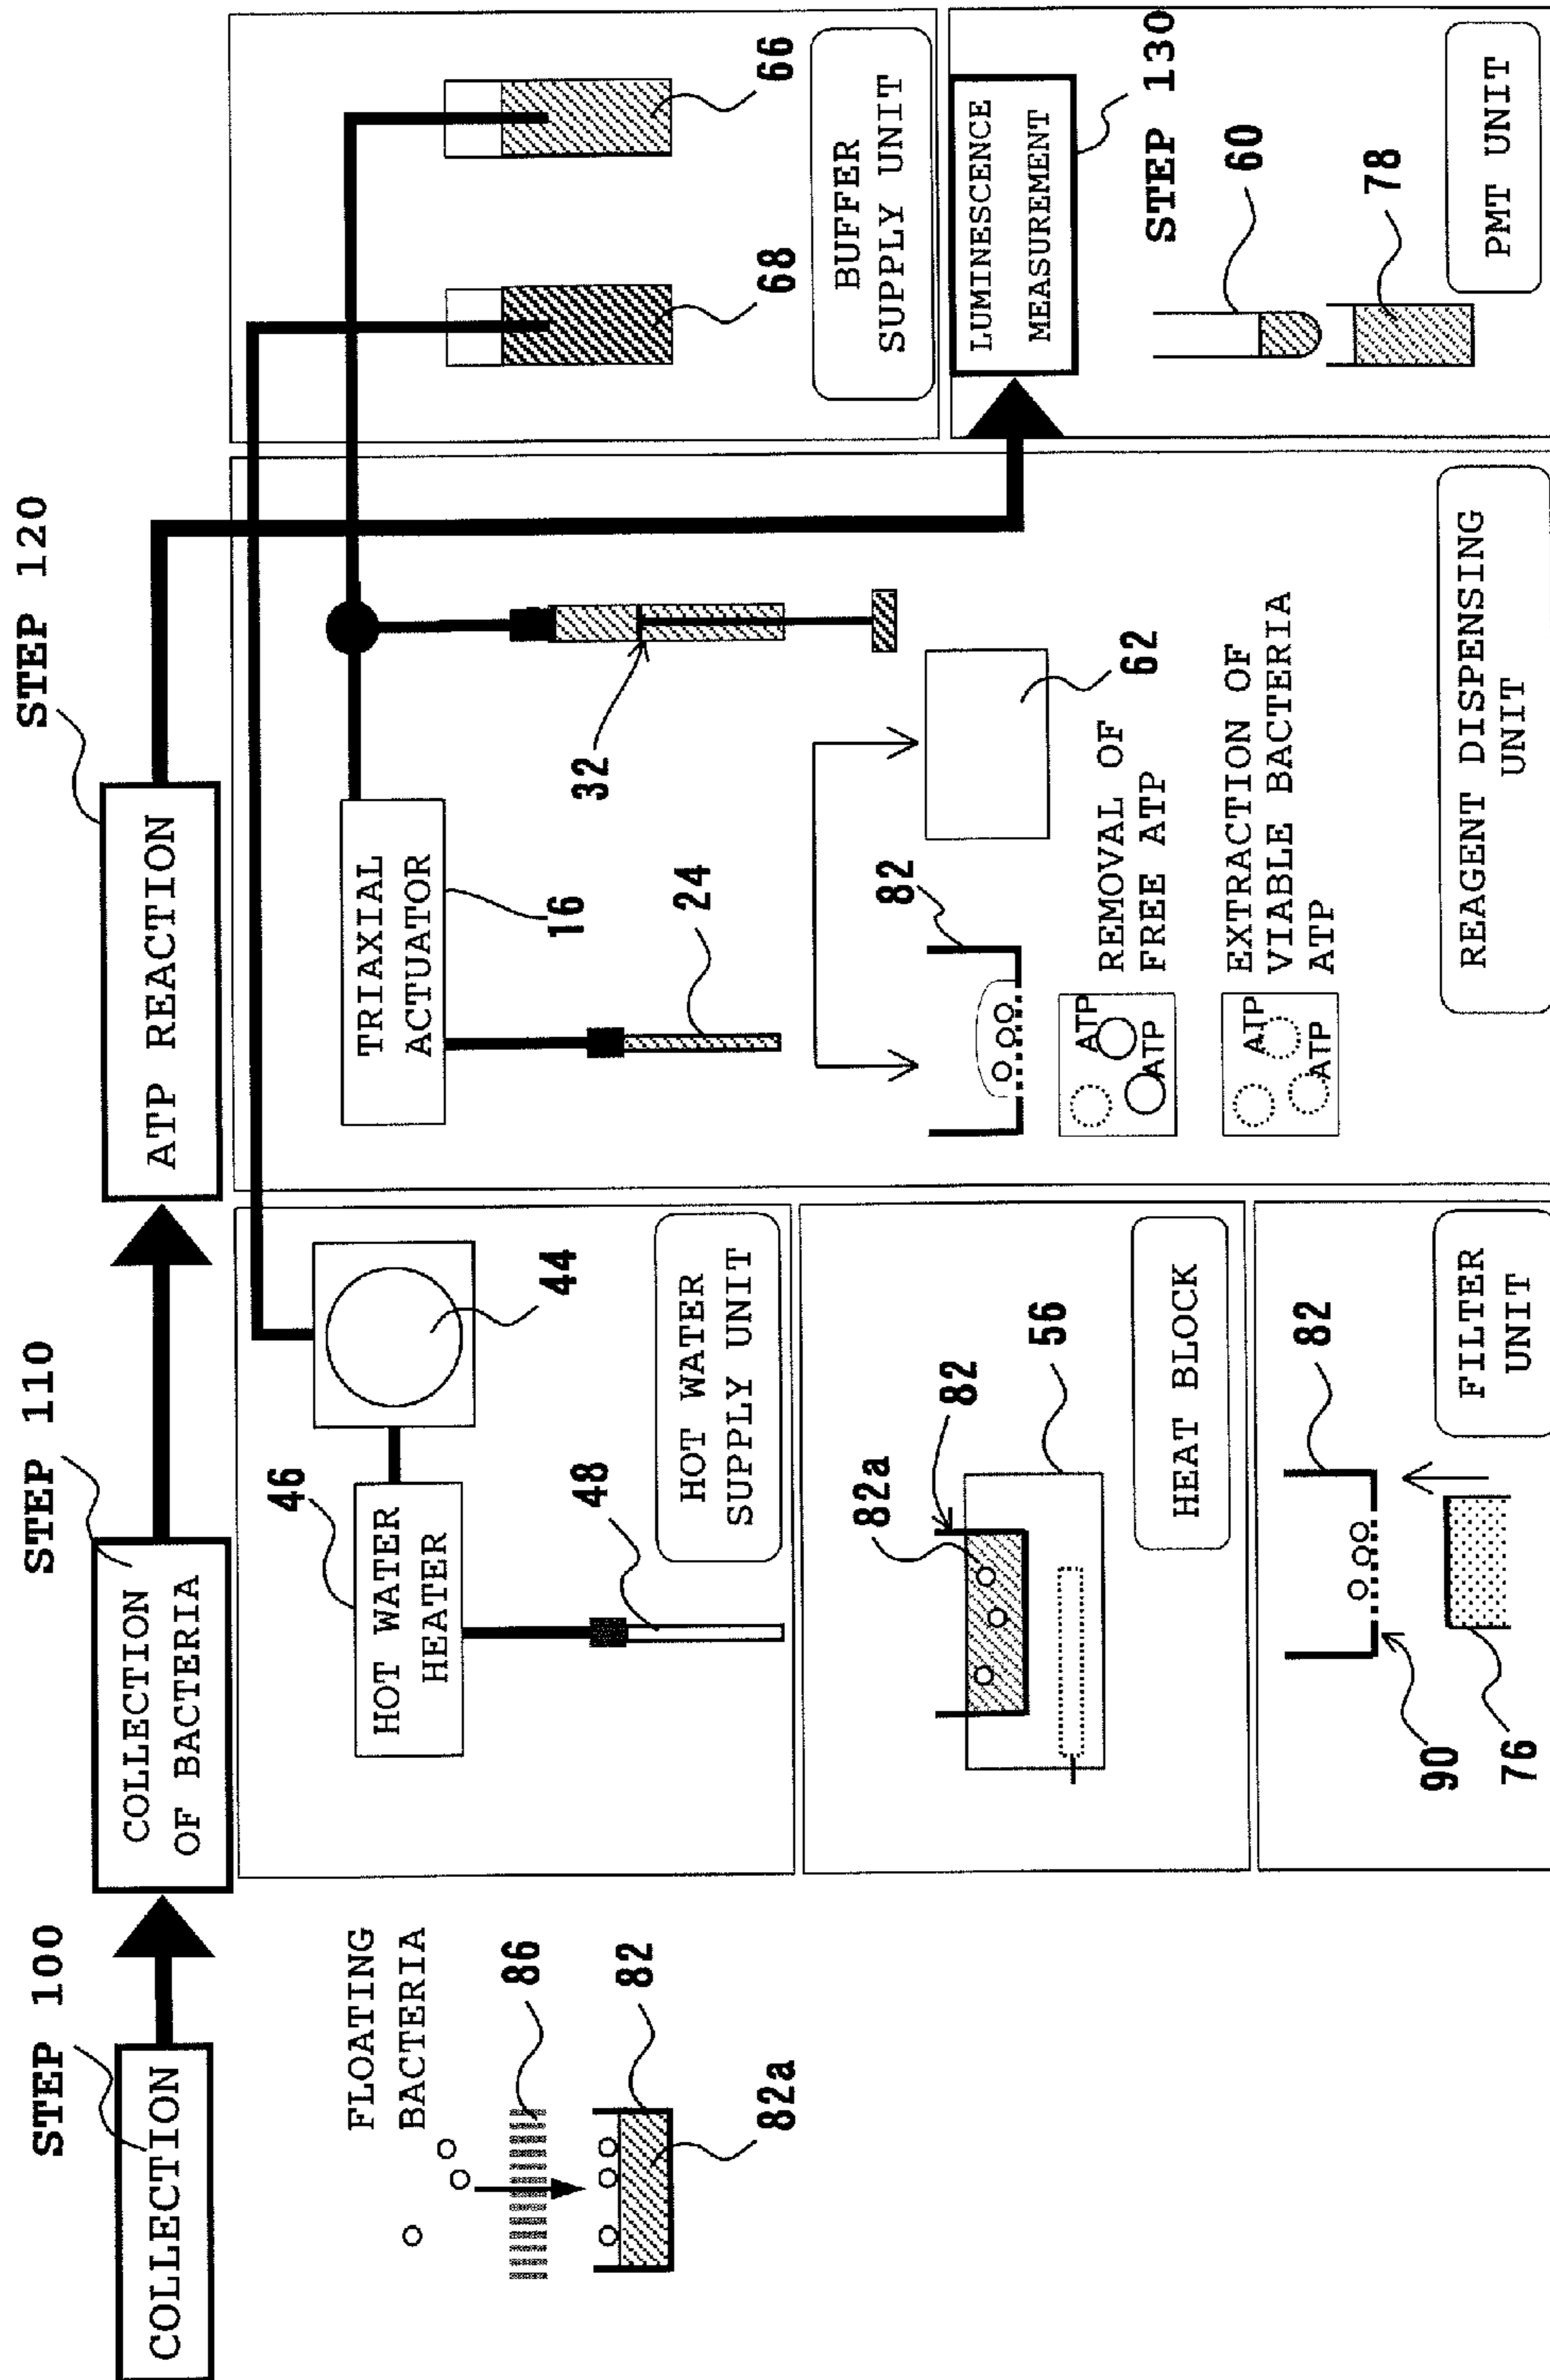 STEP 100
COLLECTION
STEP 110
COLLECTION
OF BACTERIA
STEP 120
ATP REACTION
FLOATING
BACTERIA
86
82
82a
46
HOT WATER
HEATER
44
48
HOT WATER
SUPPLY UNIT
82a
82
56
HEAT BLOCK
82
90
76
FILTER
UNIT
TRIAXIAL
ACTUATOR
16
24
32
82
62
ATP
ATP
REMOVAL OF
FREE ATP
ATP
ATP
EXTRACTION OF
VIABLE BACTERIA
ATP
REAGENT DISPENSING
UNIT
68
66
BUFFER
SUPPLY UNIT
LUMINESCENCE
MEASUREMENT
STEP 130
60
78
PMT UNIT